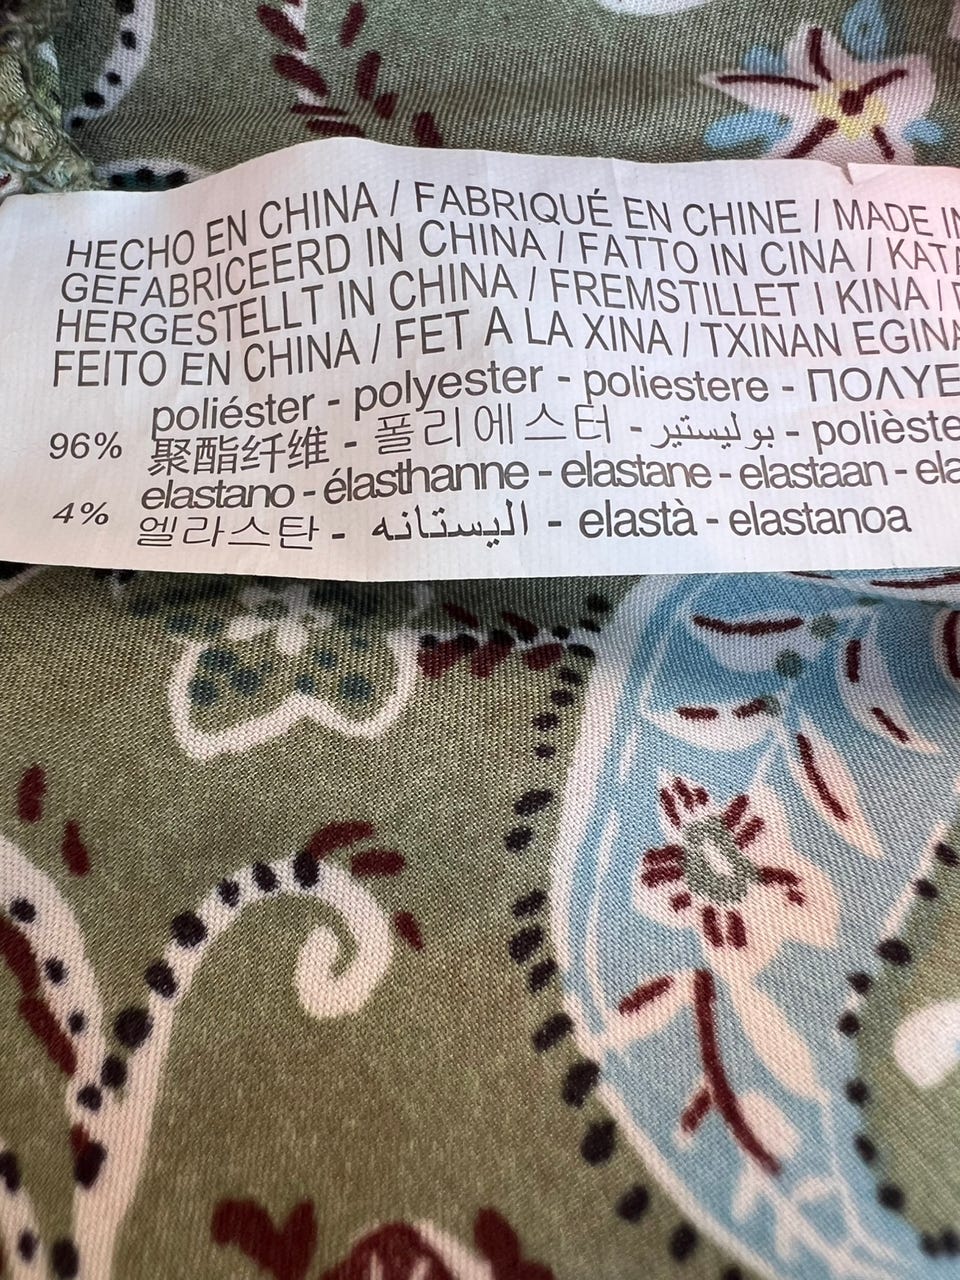 HECHO EN CHINA / FABRIQUÉ EN CHINE / MADE IN
GEFABRICEERD IN CHINA / FATTO IN CINA /
HERGESTELLT IN CHINA / FREMSTILLET I KINA /
FEITO EN CHINA / FET A LA XINA / TXINAN EGINA
96% poliéster - polyester - poliestere - ΠΟΛΥΕ
聚酯纤维 - 폴리에스터 - بوليستير - polièste
4% elastano - élasthanne - elastane - elastaan - ela
엘라스탄 - اليستانه - elastà - elastanoa